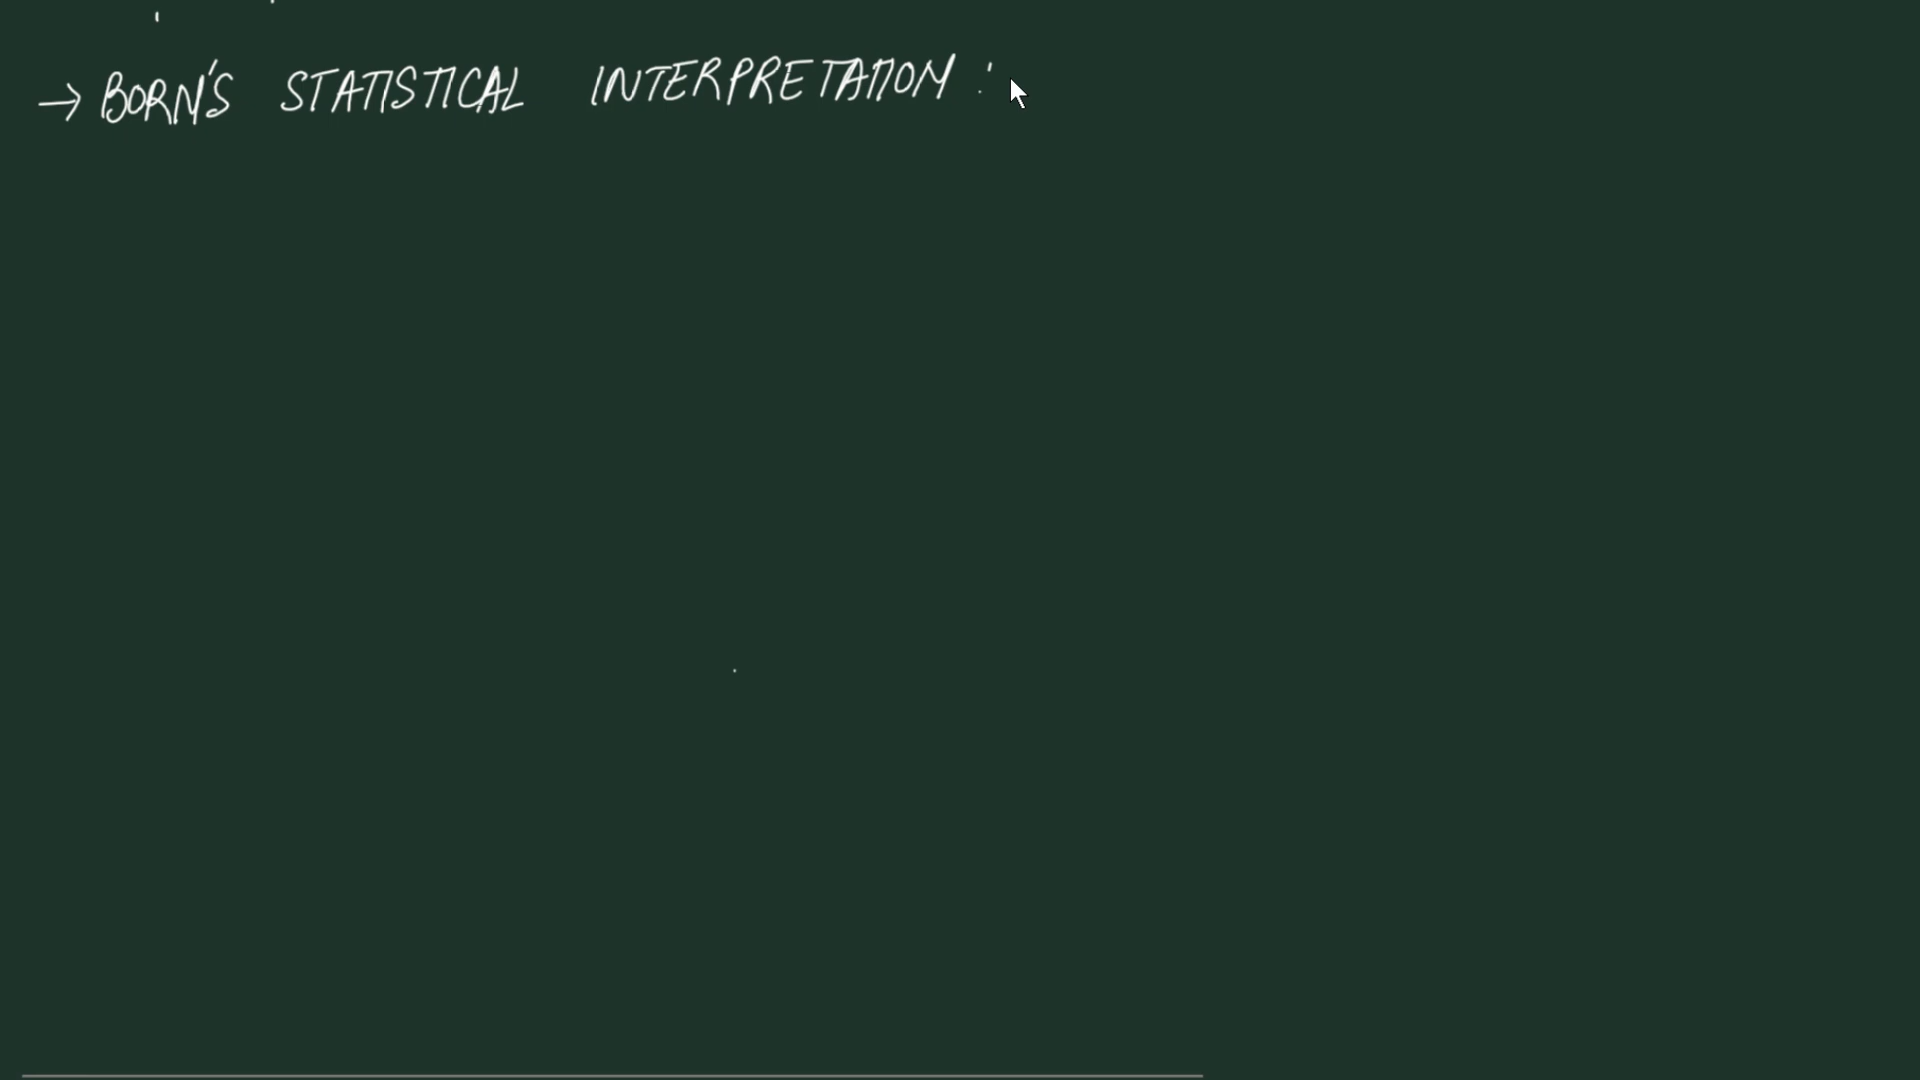 → BORN'S STATISTICAL INTERPRETATION :